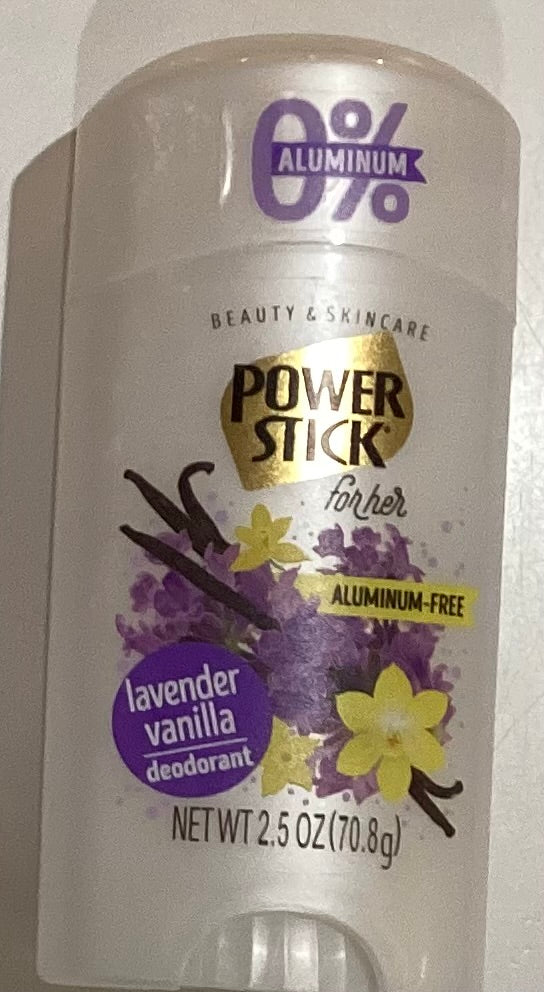 0%
ALUMINUM
BEAUTY & SKINCARE
POWER
STICK
for her
ALUMINUM-FREE
lavender
vanilla
deodorant
NET WT 2.5 OZ (70.8g)